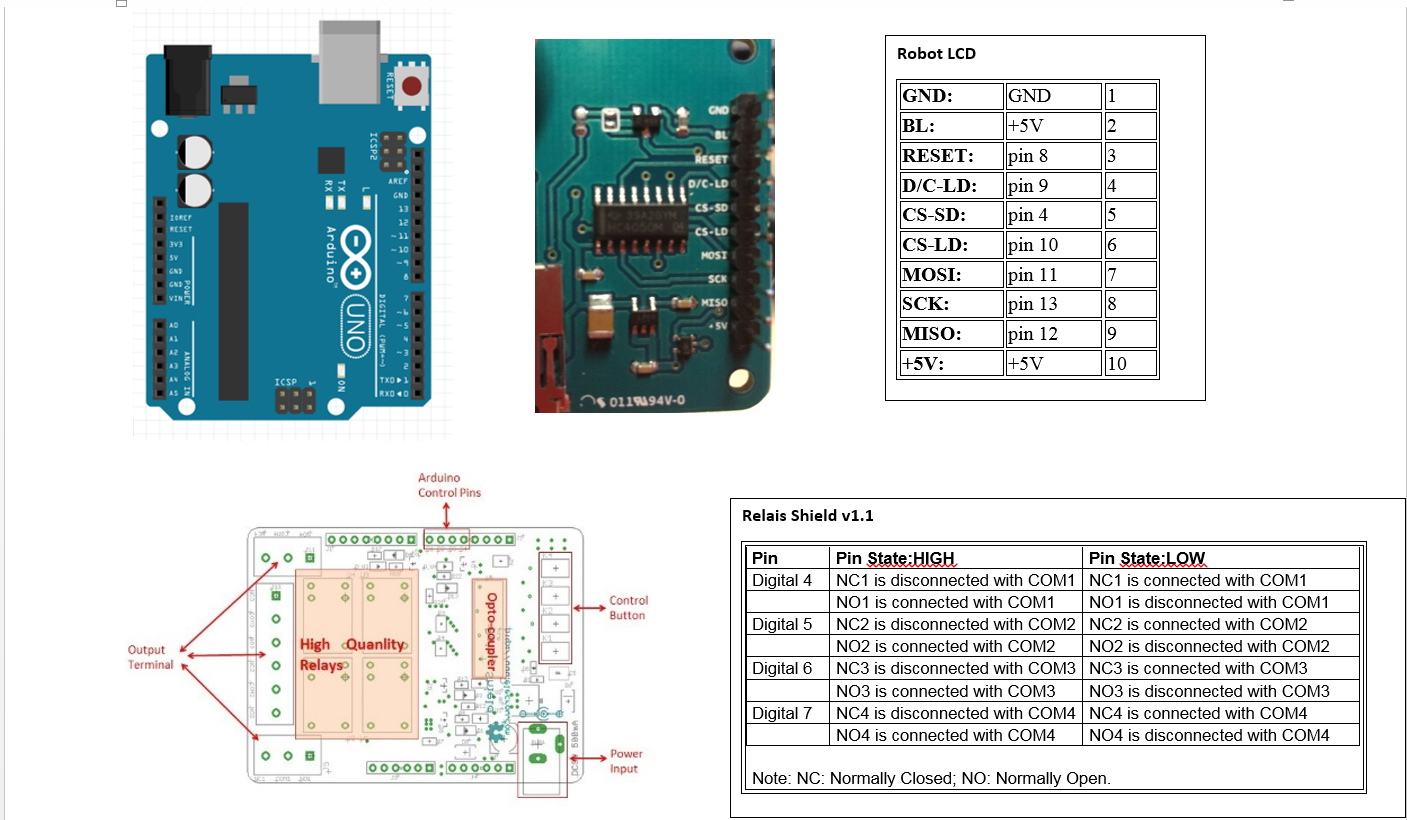 RESET
ICSP2
AREF
GND
13
12
~11
~10
~9
8
7
~6
~5
4
~3
2
TXD▶1
RXD◀0
DIGITAL (PWM=~)
L
TX
RX
Arduino™
UNO
ON
ICSP
1
IOREF
RESET
3V3
5V
GND
GND
VIN
POWER
A0
A1
A2
A3
A4
A5
ANALOG IN
GND
BL
RESET
D/C-LD
CS-SD
CS-LD
MOSI
SCK
MISO
+5V
HC4050M
94V-0
Robot LCD
GND: GND 1
BL: +5V 2
RESET: pin 8 3
D/C-LD: pin 9 4
CS-SD: pin 4 5
CS-LD: pin 10 6
MOSI: pin 11 7
SCK: pin 13 8
MISO: pin 12 9
+5V: +5V 10
Arduino
Control Pins
Output
Terminal
High Quanlity
Relays
Opto-coupler
Control
Button
Power
Input
Relais Shield v1.1
Pin Pin State:HIGH Pin State:LOW
Digital 4 NC1 is disconnected with COM1 NC1 is connected with COM1
NO1 is connected with COM1 NO1 is disconnected with COM1
Digital 5 NC2 is disconnected with COM2 NC2 is connected with COM2
NO2 is connected with COM2 NO2 is disconnected with COM2
Digital 6 NC3 is disconnected with COM3 NC3 is connected with COM3
NO3 is connected with COM3 NO3 is disconnected with COM3
Digital 7 NC4 is disconnected with COM4 NC4 is connected with COM4
NO4 is connected with COM4 NO4 is disconnected with COM4
Note: NC: Normally Closed; NO: Normally Open.